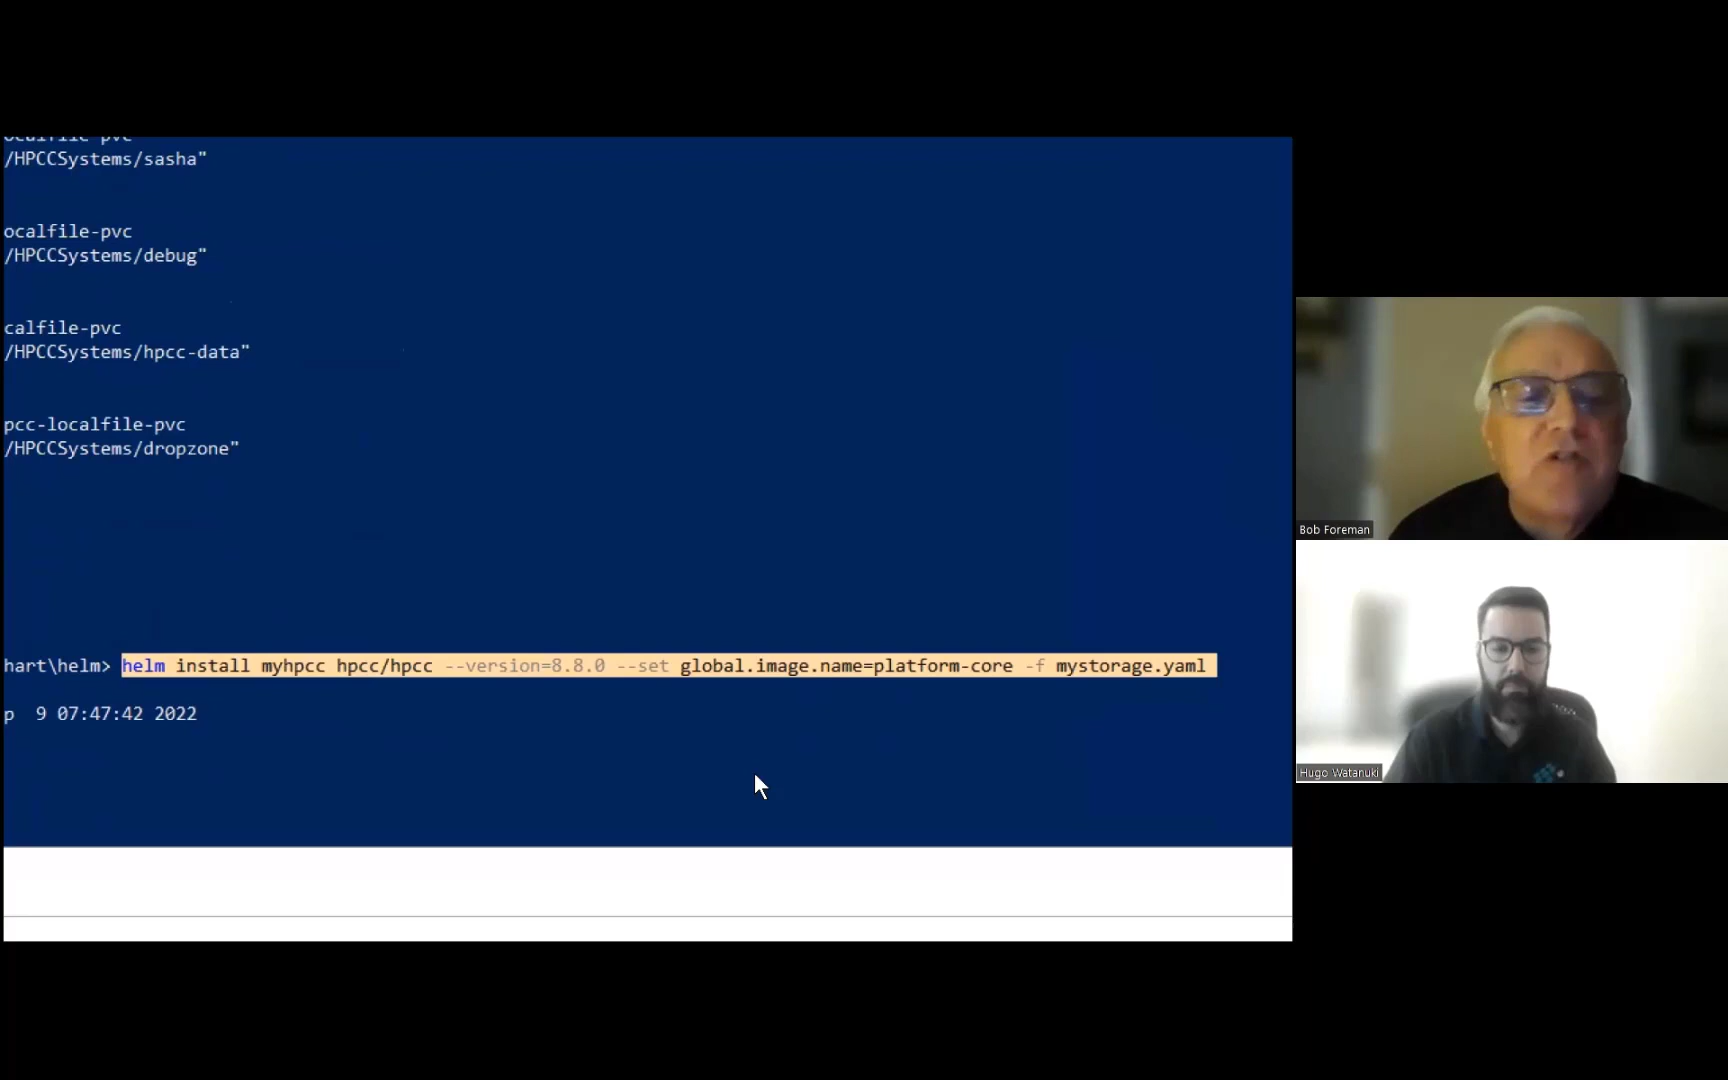 ocalfile-pvc
/HPCCSystems/sasha"
ocalfile-pvc
/HPCCSystems/debug"
calfile-pvc
/HPCCSystems/hpcc-data"
pcc-localfile-pvc
/HPCCSystems/dropzone"
hart\helm> helm install myhpcc hpcc/hpcc --version=8.8.0 --set global.image.name=platform-core -f mystorage.yaml
p  9 07:47:42 2022
Bob Foreman
Hugo Watanuki